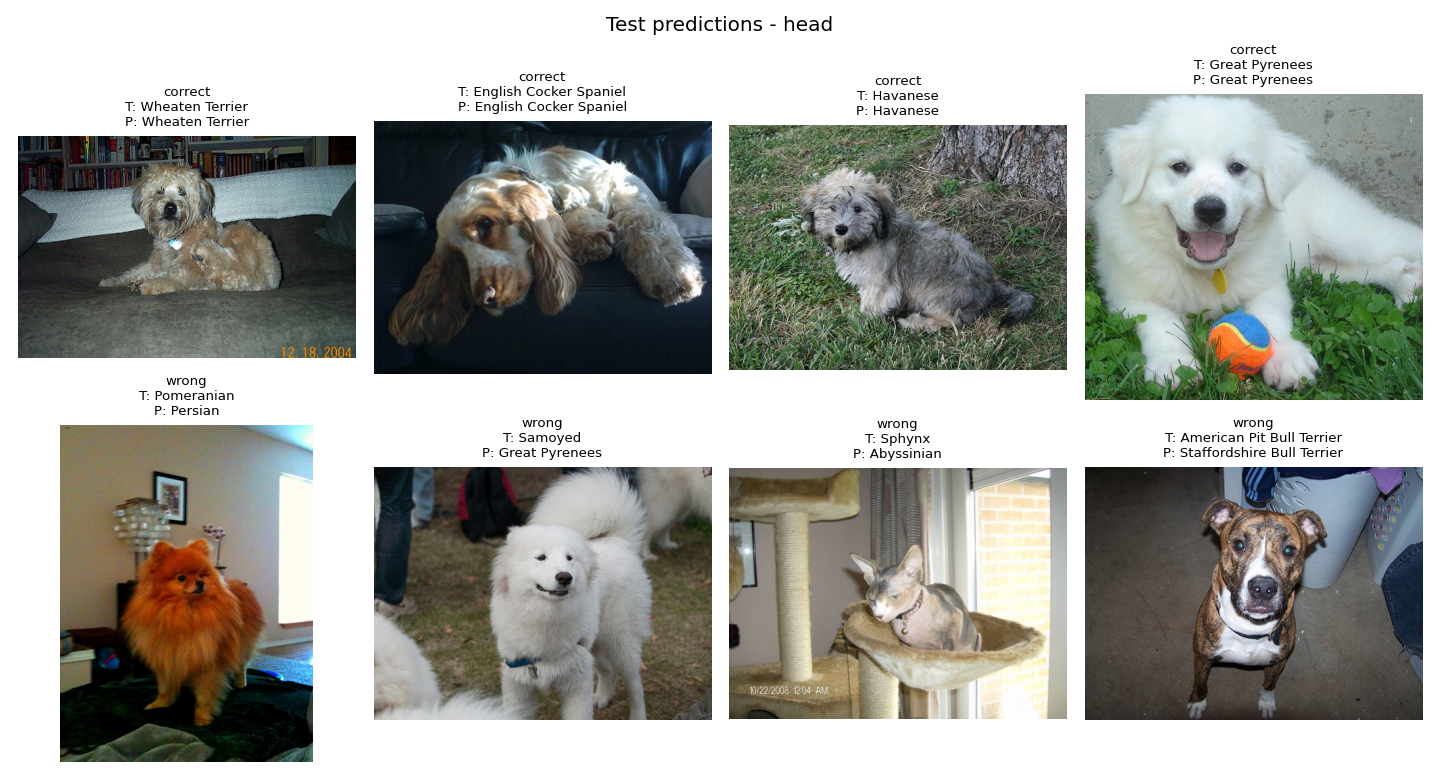 Test predictions - head
correct
T: Wheaten Terrier
P: Wheaten Terrier
correct
T: English Cocker Spaniel
P: English Cocker Spaniel
correct
T: Havanese
P: Havanese
correct
T: Great Pyrenees
P: Great Pyrenees
12. 18. 2004
wrong
T: Pomeranian
P: Persian
wrong
T: Samoyed
P: Great Pyrenees
wrong
T: Sphynx
P: Abyssinian
wrong
T: American Pit Bull Terrier
P: Staffordshire Bull Terrier
10/22/2008 12:04 AM